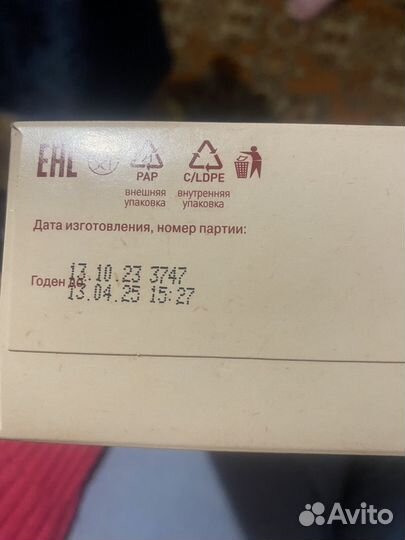 EAC
PAP
C/LDPE
внешняя упаковка
внутренняя упаковка
Дата изготовления, номер партии:
13.10.23 3747
Годен до:
13.04.25 15:27
Avito